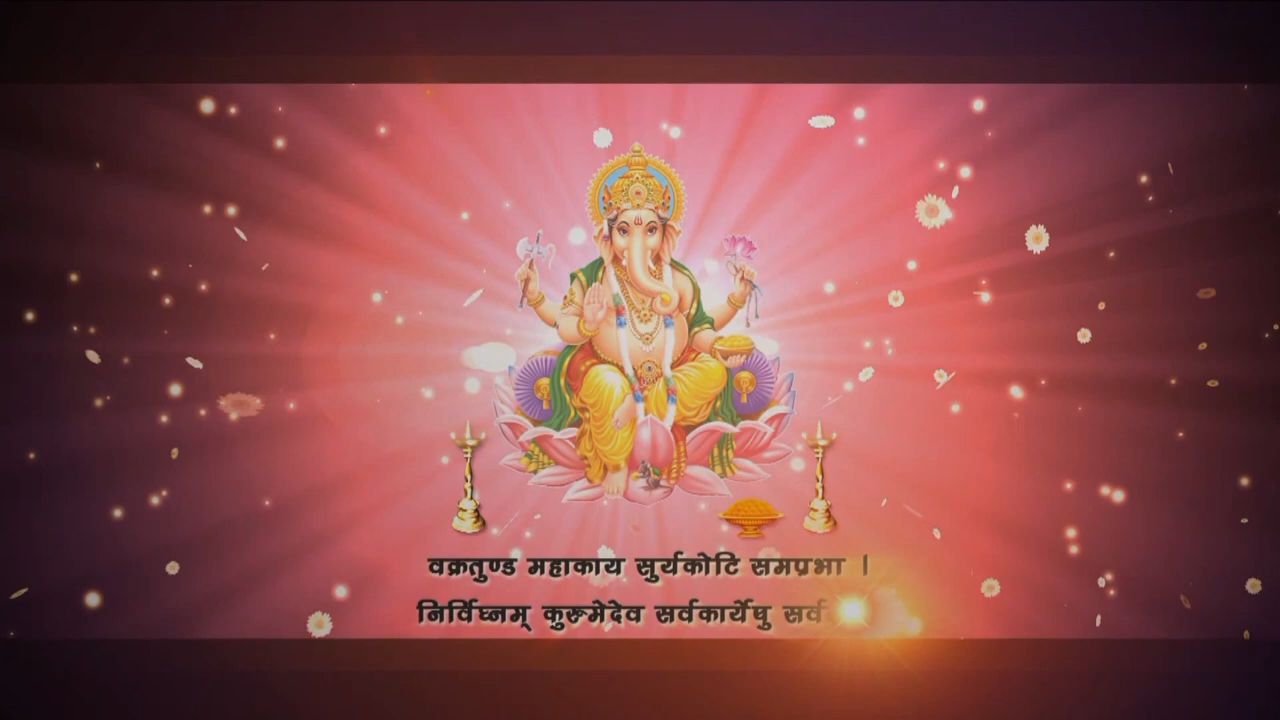 वक्रतुण्ड महाकाय सुर्यकोटि समप्रभा ।
निर्विघ्नम् कुरूमेदेव सर्वकार्येषु सर्व